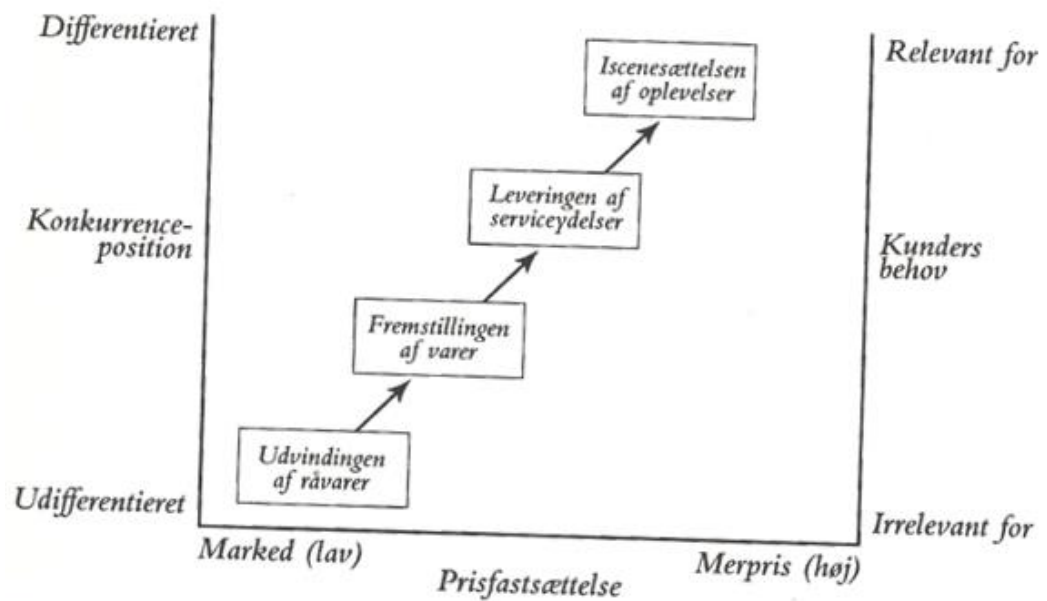 Differentieret
Relevant for
Iscenesættelsen
af oplevelser
Leveringen af
serviceydelser
Konkurrence-
position
Kunders
behov
Fremstillingen
af varer
Udvindingen
af råvarer
Udifferentieret
Irrelevant for
Marked (lav)
Merpris (høj)
Prisfastsættelse